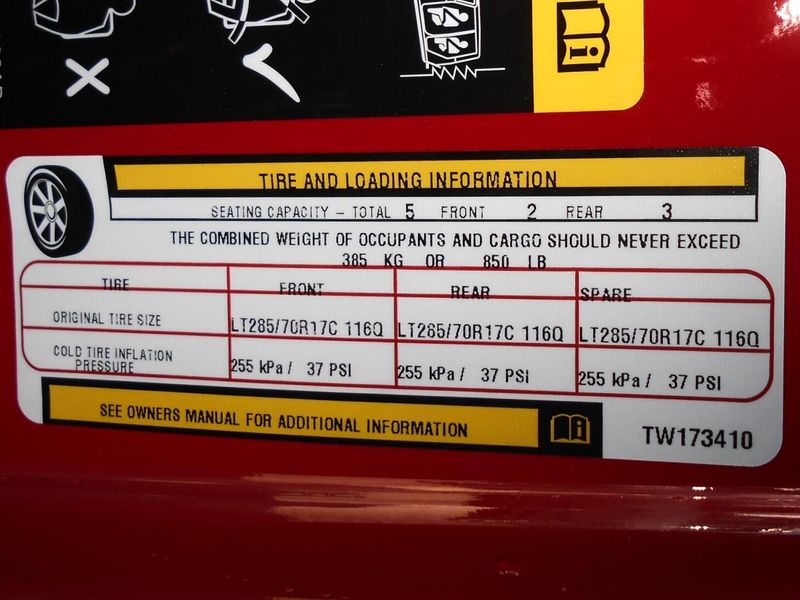 TIRE AND LOADING INFORMATION
SEATING CAPACITY - TOTAL 5 FRONT 2 REAR 3
THE COMBINED WEIGHT OF OCCUPANTS AND CARGO SHOULD NEVER EXCEED
385 KG OR 850 LB
TIRE FRONT REAR SPARE
ORIGINAL TIRE SIZE LT285/70R17C 116Q LT285/70R17C 116Q LT285/70R17C 116Q
COLD TIRE INFLATION
PRESSURE 255 kPa / 37 PSI 255 kPa / 37 PSI 255 kPa / 37 PSI
SEE OWNERS MANUAL FOR ADDITIONAL INFORMATION
TW173410